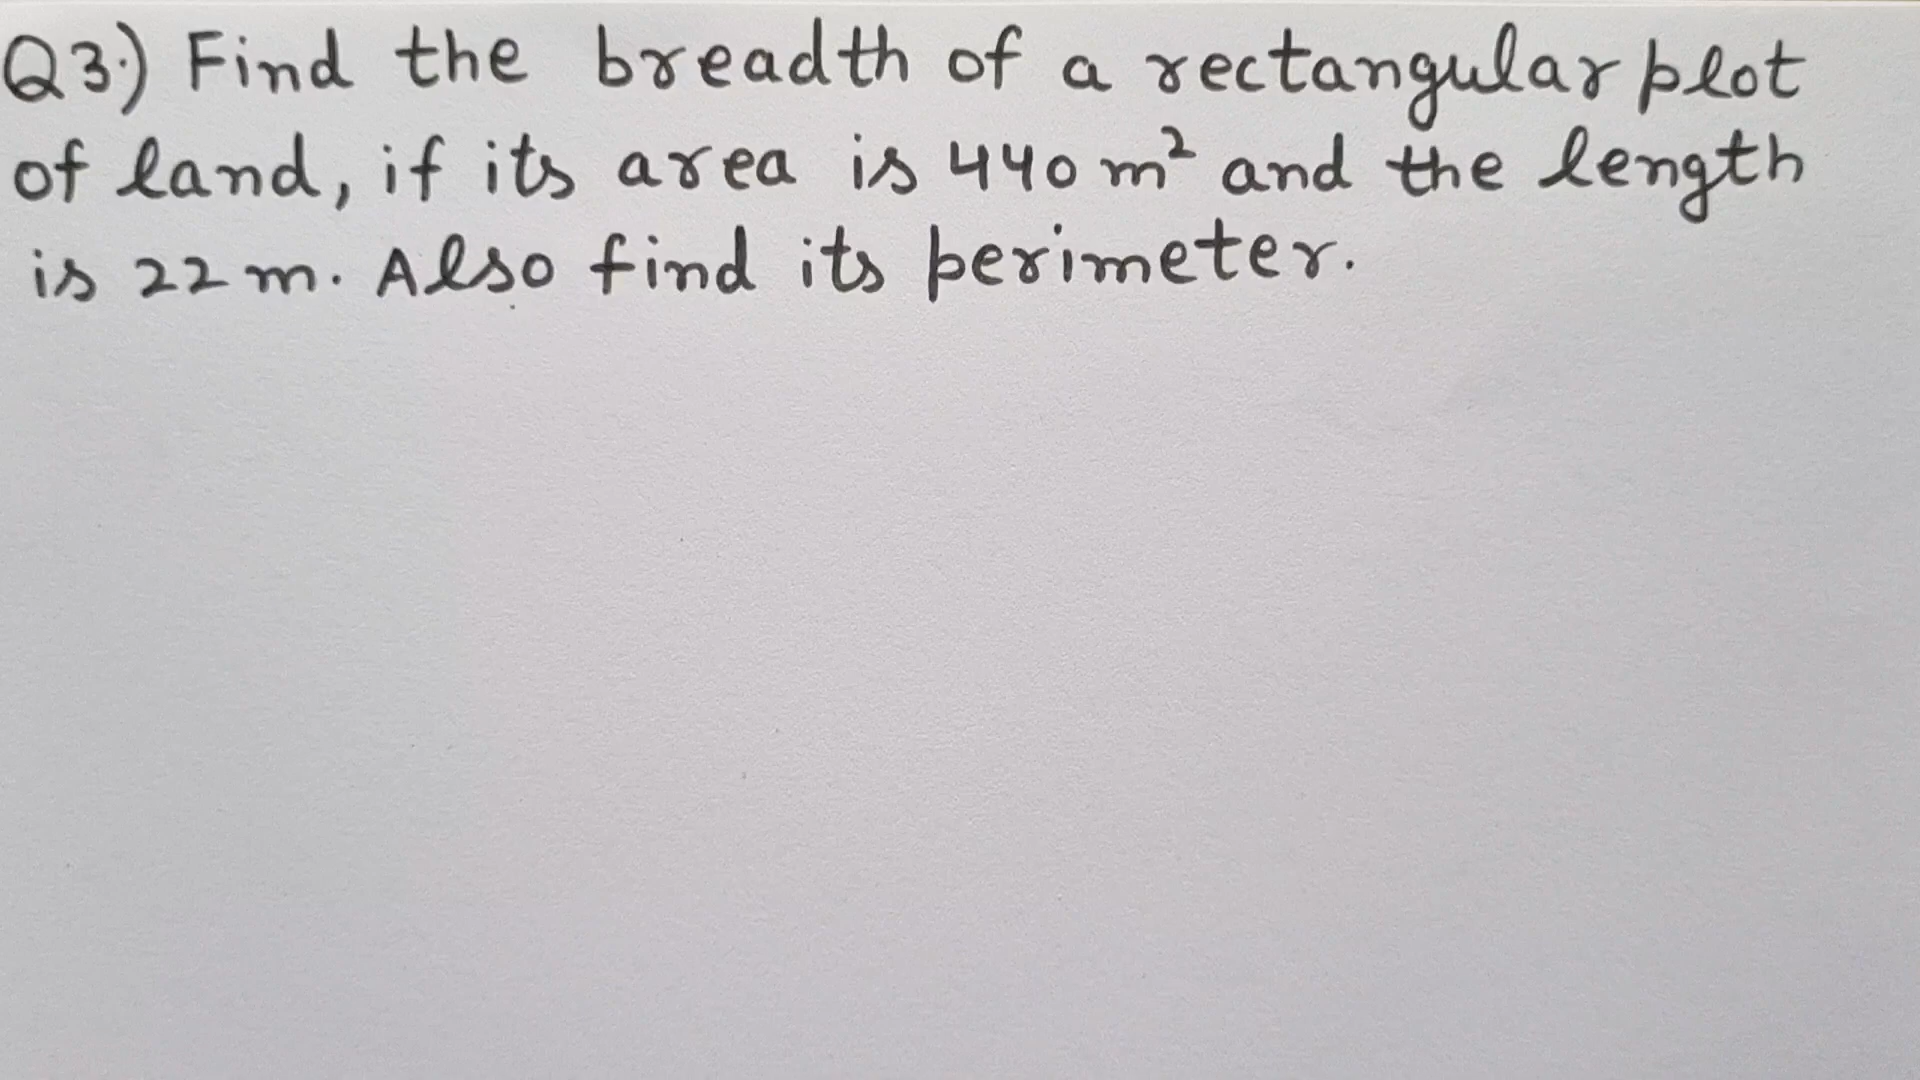 Q3.) Find the breadth of a rectangular plot
of land, if its area is 440 m² and the length
is 22 m. Also find its perimeter.